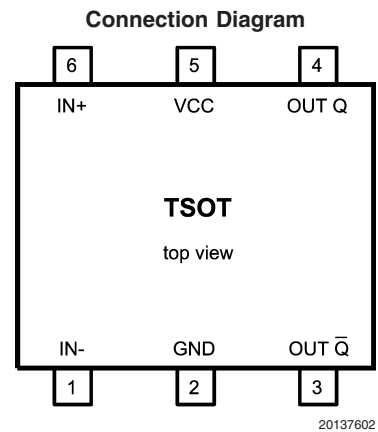 Connection Diagram
6 5 4
IN+ VCC OUT Q
TSOT
top view
IN- GND OUT Q̅
1 2 3
20137602